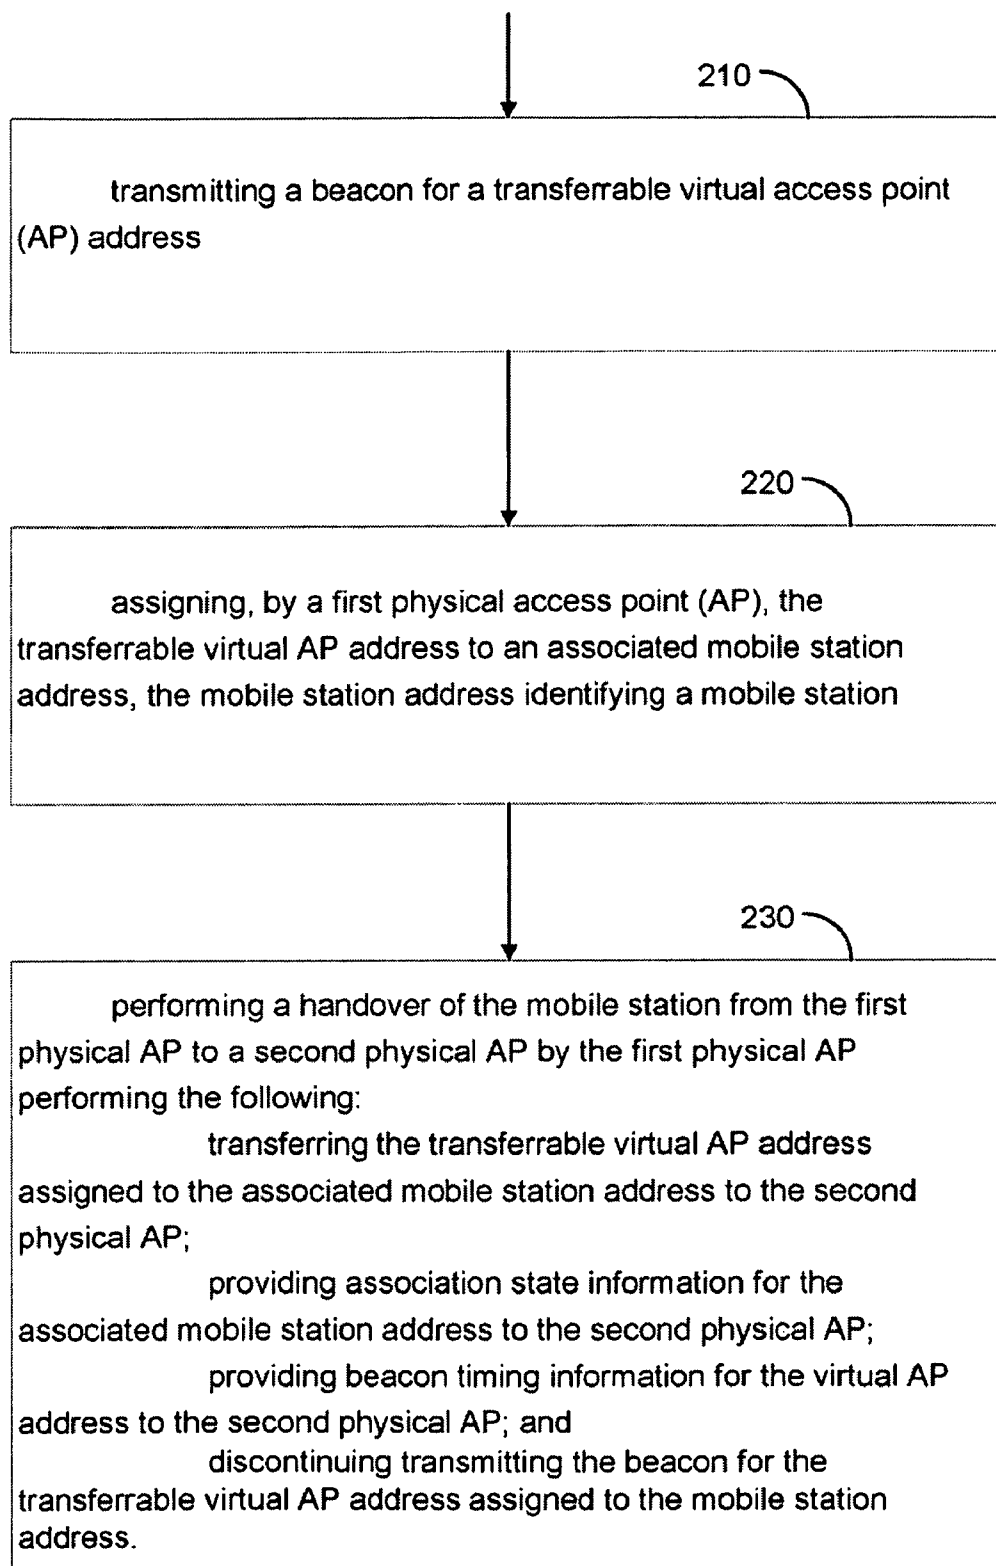 210
transmitting a beacon for a transferrable virtual access point
(AP) address
220
assigning, by a first physical access point (AP), the
transferrable virtual AP address to an associated mobile station
address, the mobile station address identifying a mobile station
230
performing a handover of the mobile station from the first
physical AP to a second physical AP by the first physical AP
performing the following:
transferring the transferrable virtual AP address
assigned to the associated mobile station address to the second
physical AP;
providing association state information for the
associated mobile station address to the second physical AP;
providing beacon timing information for the virtual AP
address to the second physical AP; and
discontinuing transmitting the beacon for the
transferrable virtual AP address assigned to the mobile station
address.